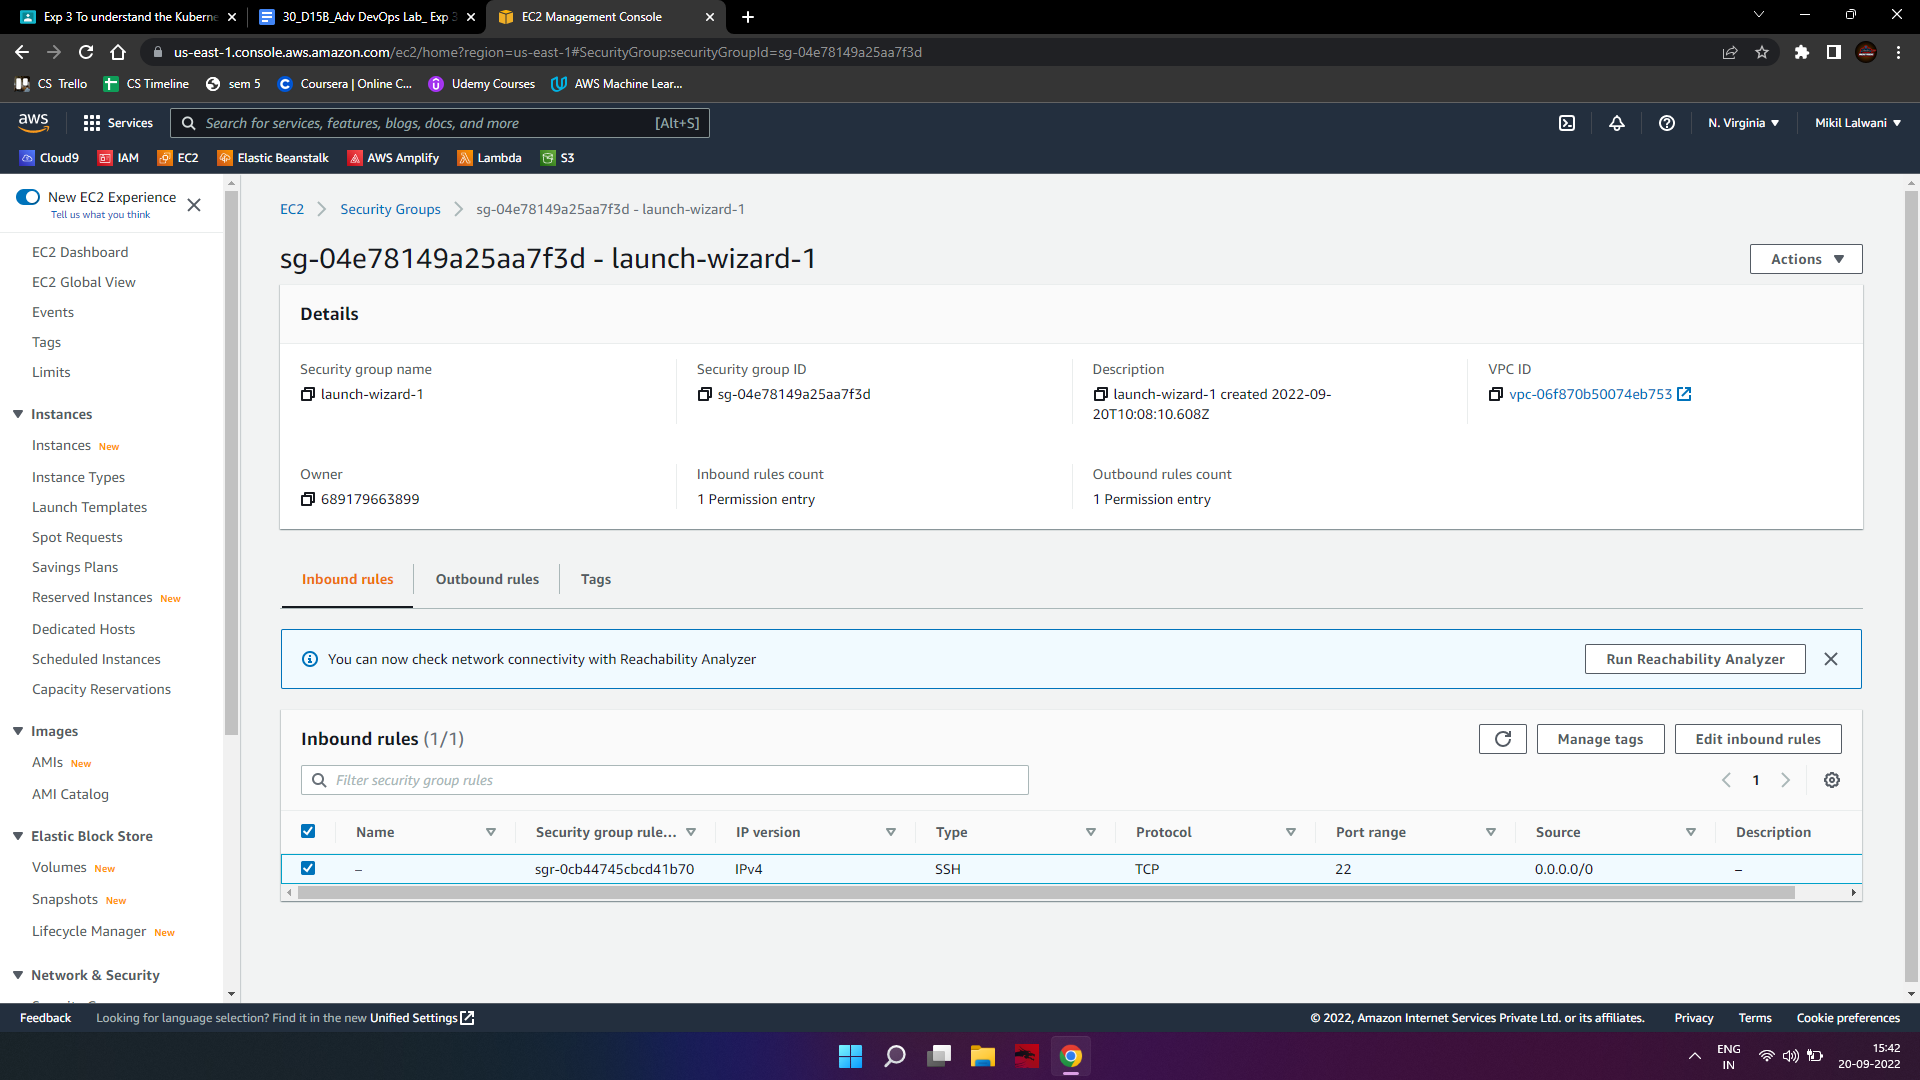 Exp 3 To understand the Kuberne
30_D15B_Adv DevOps Lab_ Exp 3
EC2 Management Console
us-east-1.console.aws.amazon.com/ec2/home?region=us-east-1#SecurityGroup:securityGroupId=sg-04e78149a25aa7f3d
CS Trello
CS Timeline
sem 5
Coursera | Online C...
Udemy Courses
AWS Machine Lear...
aws
Services
Search for services, features, blogs, docs, and more
[Alt+S]
N. Virginia
Mikil Lalwani
Cloud9
IAM
EC2
Elastic Beanstalk
AWS Amplify
Lambda
S3
New EC2 Experience
Tell us what you think
EC2 Dashboard
EC2 Global View
Events
Tags
Limits
Instances
Instances New
Instance Types
Launch Templates
Spot Requests
Savings Plans
Reserved Instances New
Dedicated Hosts
Scheduled Instances
Capacity Reservations
Images
AMIs New
AMI Catalog
Elastic Block Store
Volumes New
Snapshots New
Lifecycle Manager New
Network & Security
EC2
Security Groups
sg-04e78149a25aa7f3d - launch-wizard-1
sg-04e78149a25aa7f3d - launch-wizard-1
Actions
Details
Security group name
launch-wizard-1
Security group ID
sg-04e78149a25aa7f3d
Description
launch-wizard-1 created 2022-09-
20T10:08:10.608Z
VPC ID
vpc-06f870b50074eb753
Owner
689179663899
Inbound rules count
1 Permission entry
Outbound rules count
1 Permission entry
Inbound rules
Outbound rules
Tags
You can now check network connectivity with Reachability Analyzer
Run Reachability Analyzer
Inbound rules (1/1)
Manage tags
Edit inbound rules
Filter security group rules
1
Name
Security group rule...
IP version
Type
Protocol
Port range
Source
Description
–
sgr-0cb44745cbcd41b70
IPv4
SSH
TCP
22
0.0.0.0/0
–
Feedback
Looking for language selection? Find it in the new Unified Settings
© 2022, Amazon Internet Services Private Ltd. or its affiliates.
Privacy
Terms
Cookie preferences
ENG
IN
15:42
20-09-2022